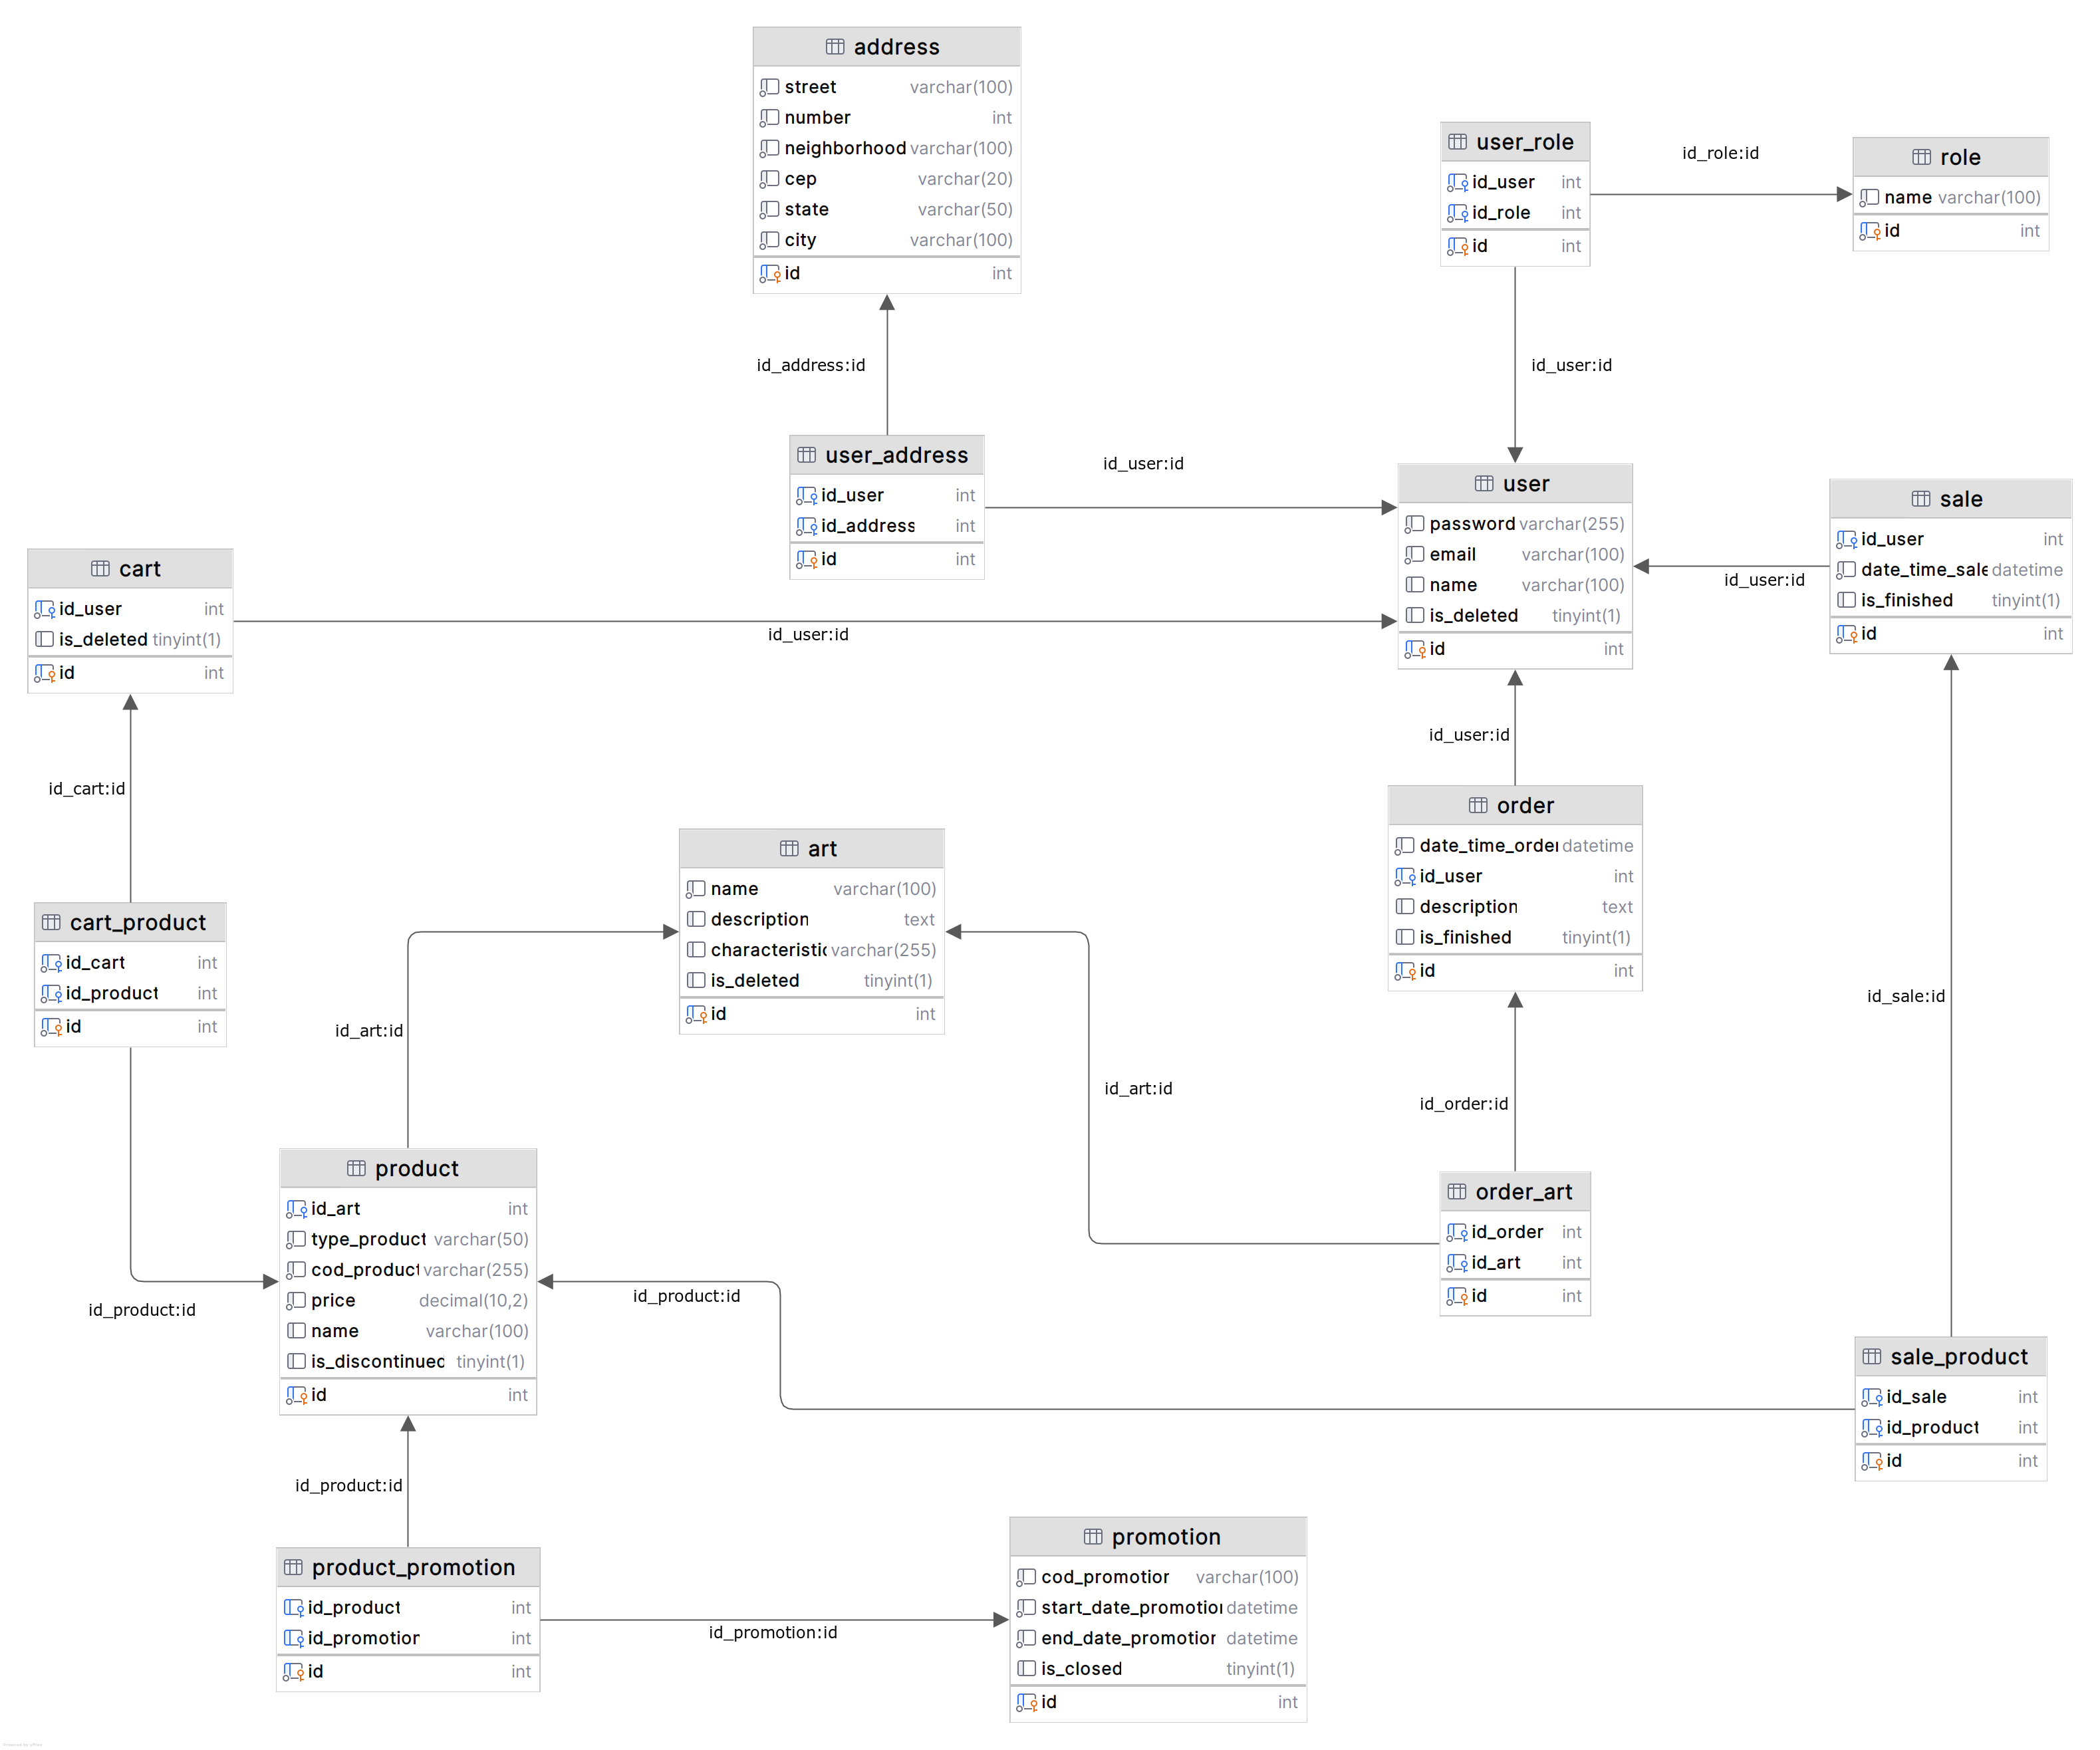 address
street varchar(100)
number int
neighborhood varchar(100)
cep varchar(20)
state varchar(50)
city varchar(100)
id int
user_role
id_user int
id_role int
id int
id_role:id
role
name varchar(100)
id int
id_address:id
id_user:id
user_address
id_user int
id_address int
id int
id_user:id
user
password varchar(255)
email varchar(100)
name varchar(100)
is_deleted tinyint(1)
id int
sale
id_user int
date_time_sale datetime
is_finished tinyint(1)
id int
id_user:id
cart
id_user int
is_deleted tinyint(1)
id int
id_user:id
id_user:id
id_cart:id
order
date_time_order datetime
id_user int
description text
is_finished tinyint(1)
id int
art
name varchar(100)
description text
characteristic varchar(255)
is_deleted tinyint(1)
id int
cart_product
id_cart int
id_product int
id int
id_sale:id
id_art:id
id_art:id
id_order:id
product
id_art int
type_product varchar(50)
cod_product varchar(255)
price decimal(10,2)
name varchar(100)
is_discontinued tinyint(1)
id int
order_art
id_order int
id_art int
id int
id_product:id
id_product:id
sale_product
id_sale int
id_product int
id int
id_product:id
product_promotion
id_product int
id_promotion int
id int
id_promotion:id
promotion
cod_promotion varchar(100)
start_date_promotion datetime
end_date_promotion datetime
is_closed tinyint(1)
id int